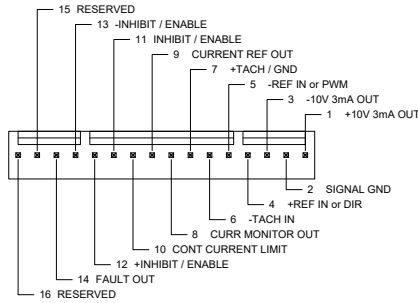 15 RESERVED
13 -INHIBIT / ENABLE
11 INHIBIT / ENABLE
9 CURRENT REF OUT
7 +TACH / GND
5 -REF IN or PWM
3 -10V 3mA OUT
1 +10V 3mA OUT
2 SIGNAL GND
4 +REF IN or DIR
6 -TACH IN
8 CURR MONITOR OUT
10 CONT CURRENT LIMIT
12 +INHIBIT / ENABLE
14 FAULT OUT
16 RESERVED